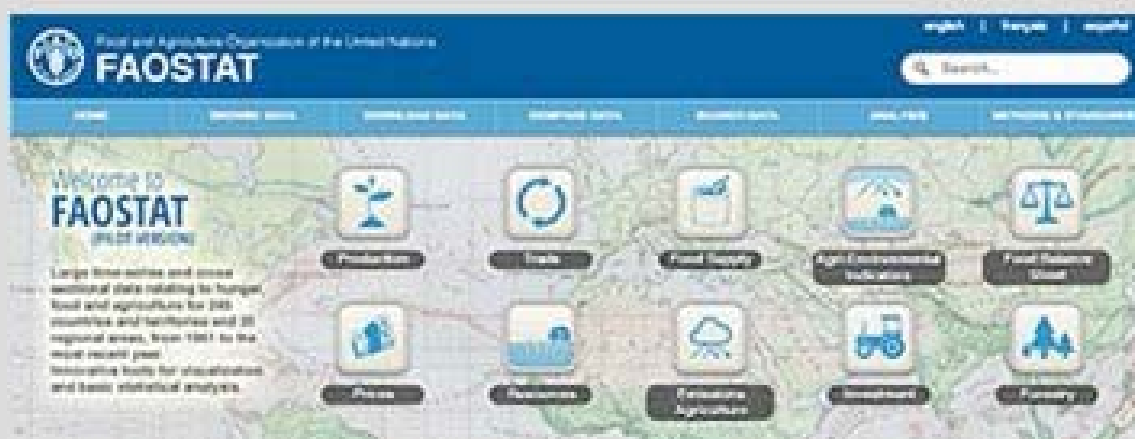 Food and Agriculture Organization of the United Nations
FAOSTAT
english | français | español
Search...
HOME
BROWSE DATA
DOWNLOAD DATA
COMPARE DATA
SEARCH DATA
ANALYSIS
METHODS & STANDARDS
Welcome to
FAOSTAT
(PILOT VERSION)
Large time-series and cross
sectional data relating to hunger,
food and agriculture for
countries and territories and
regional areas, from 1961 to the
most recent year.
Innovative tools for visualization
and basic statistical analysis.
Production
Trade
Food Supply
Agri-Environmental
Indicators
Food Balance
Sheet
Prices
Resources
Emissions
Agriculture
Investment
Forestry